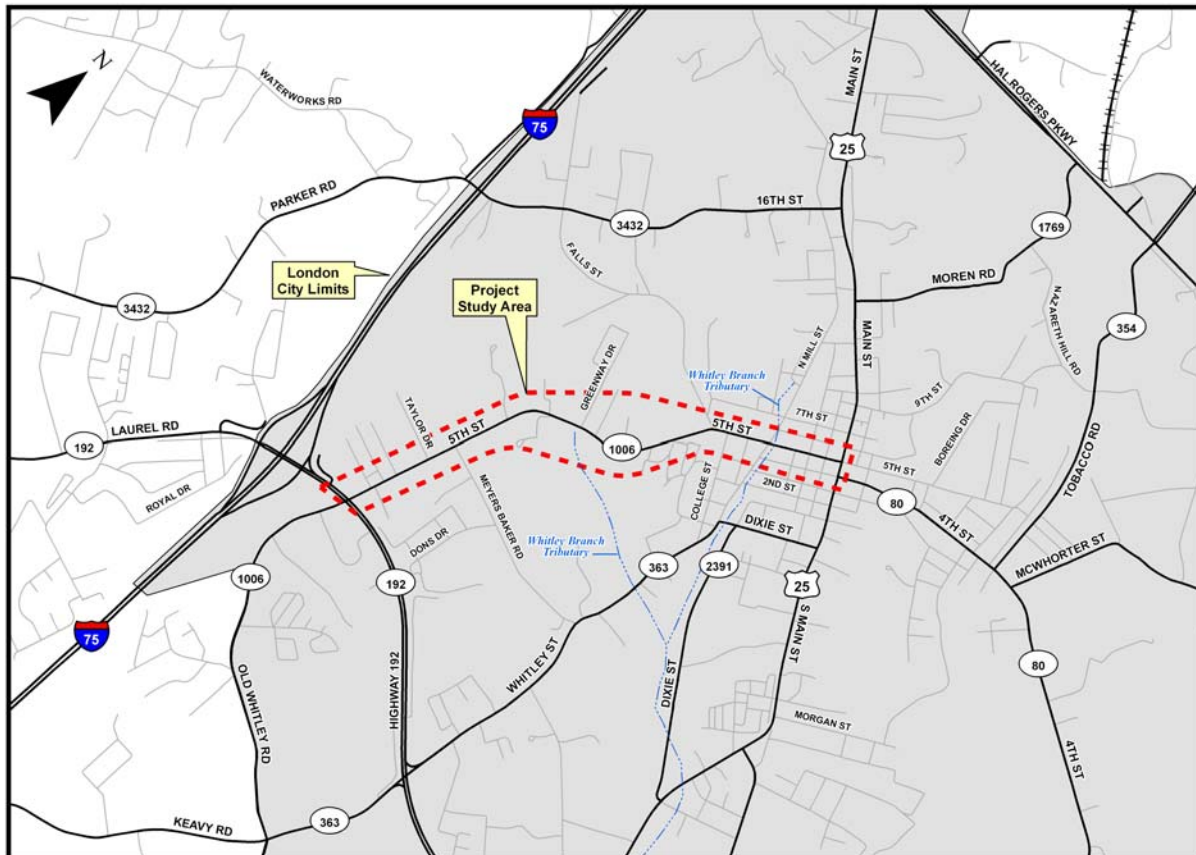 N
WATERWORKS RD
75
MAIN ST
25
HAL ROGERS PKWY
PARKER RD
16TH ST
3432
1769
London
City Limits
FALLS ST
MOREN RD
Project
Study Area
3432
NAZARETH HILL RD
354
MAIN ST
N MILL ST
GREENWAY DR
Whitley Branch
Tributary
TAYLOR DR
7TH ST
9TH ST
LAUREL RD
192
5TH ST
1006
5TH ST
5TH ST
BOREING DR
TOBACCO RD
ROYAL DR
MEYERS BAKER RD
COLLEGE ST
2ND ST
80
4TH ST
DONS DR
Whitley Branch
Tributary
DIXIE ST
MCWHORTER ST
1006
192
363
2391
25
75
S MAIN ST
80
OLD WHITLEY RD
HIGHWAY 192
WHITLEY ST
DIXIE ST
MORGAN ST
4TH ST
KEAVY RD
363